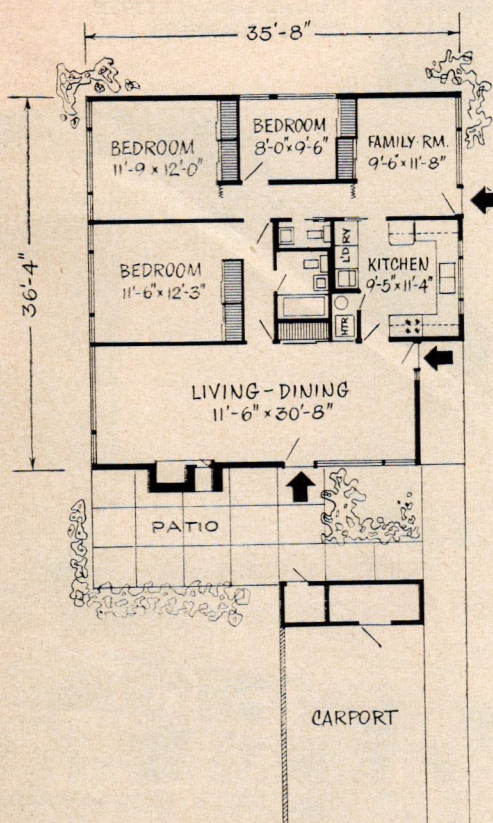 35'-8"
BEDROOM
11'-9 x 12'-0"
BEDROOM
8'-0" x 9'-6"
FAMILY RM.
9'-6" x 11'-8"
36'-4"
BEDROOM
11'-6" x 12'-3"
L'DRY
KITCHEN
9'-5" x 11'-4"
HTR
LIVING-DINING
11'-6" x 30'-8"
PATIO
CARPORT